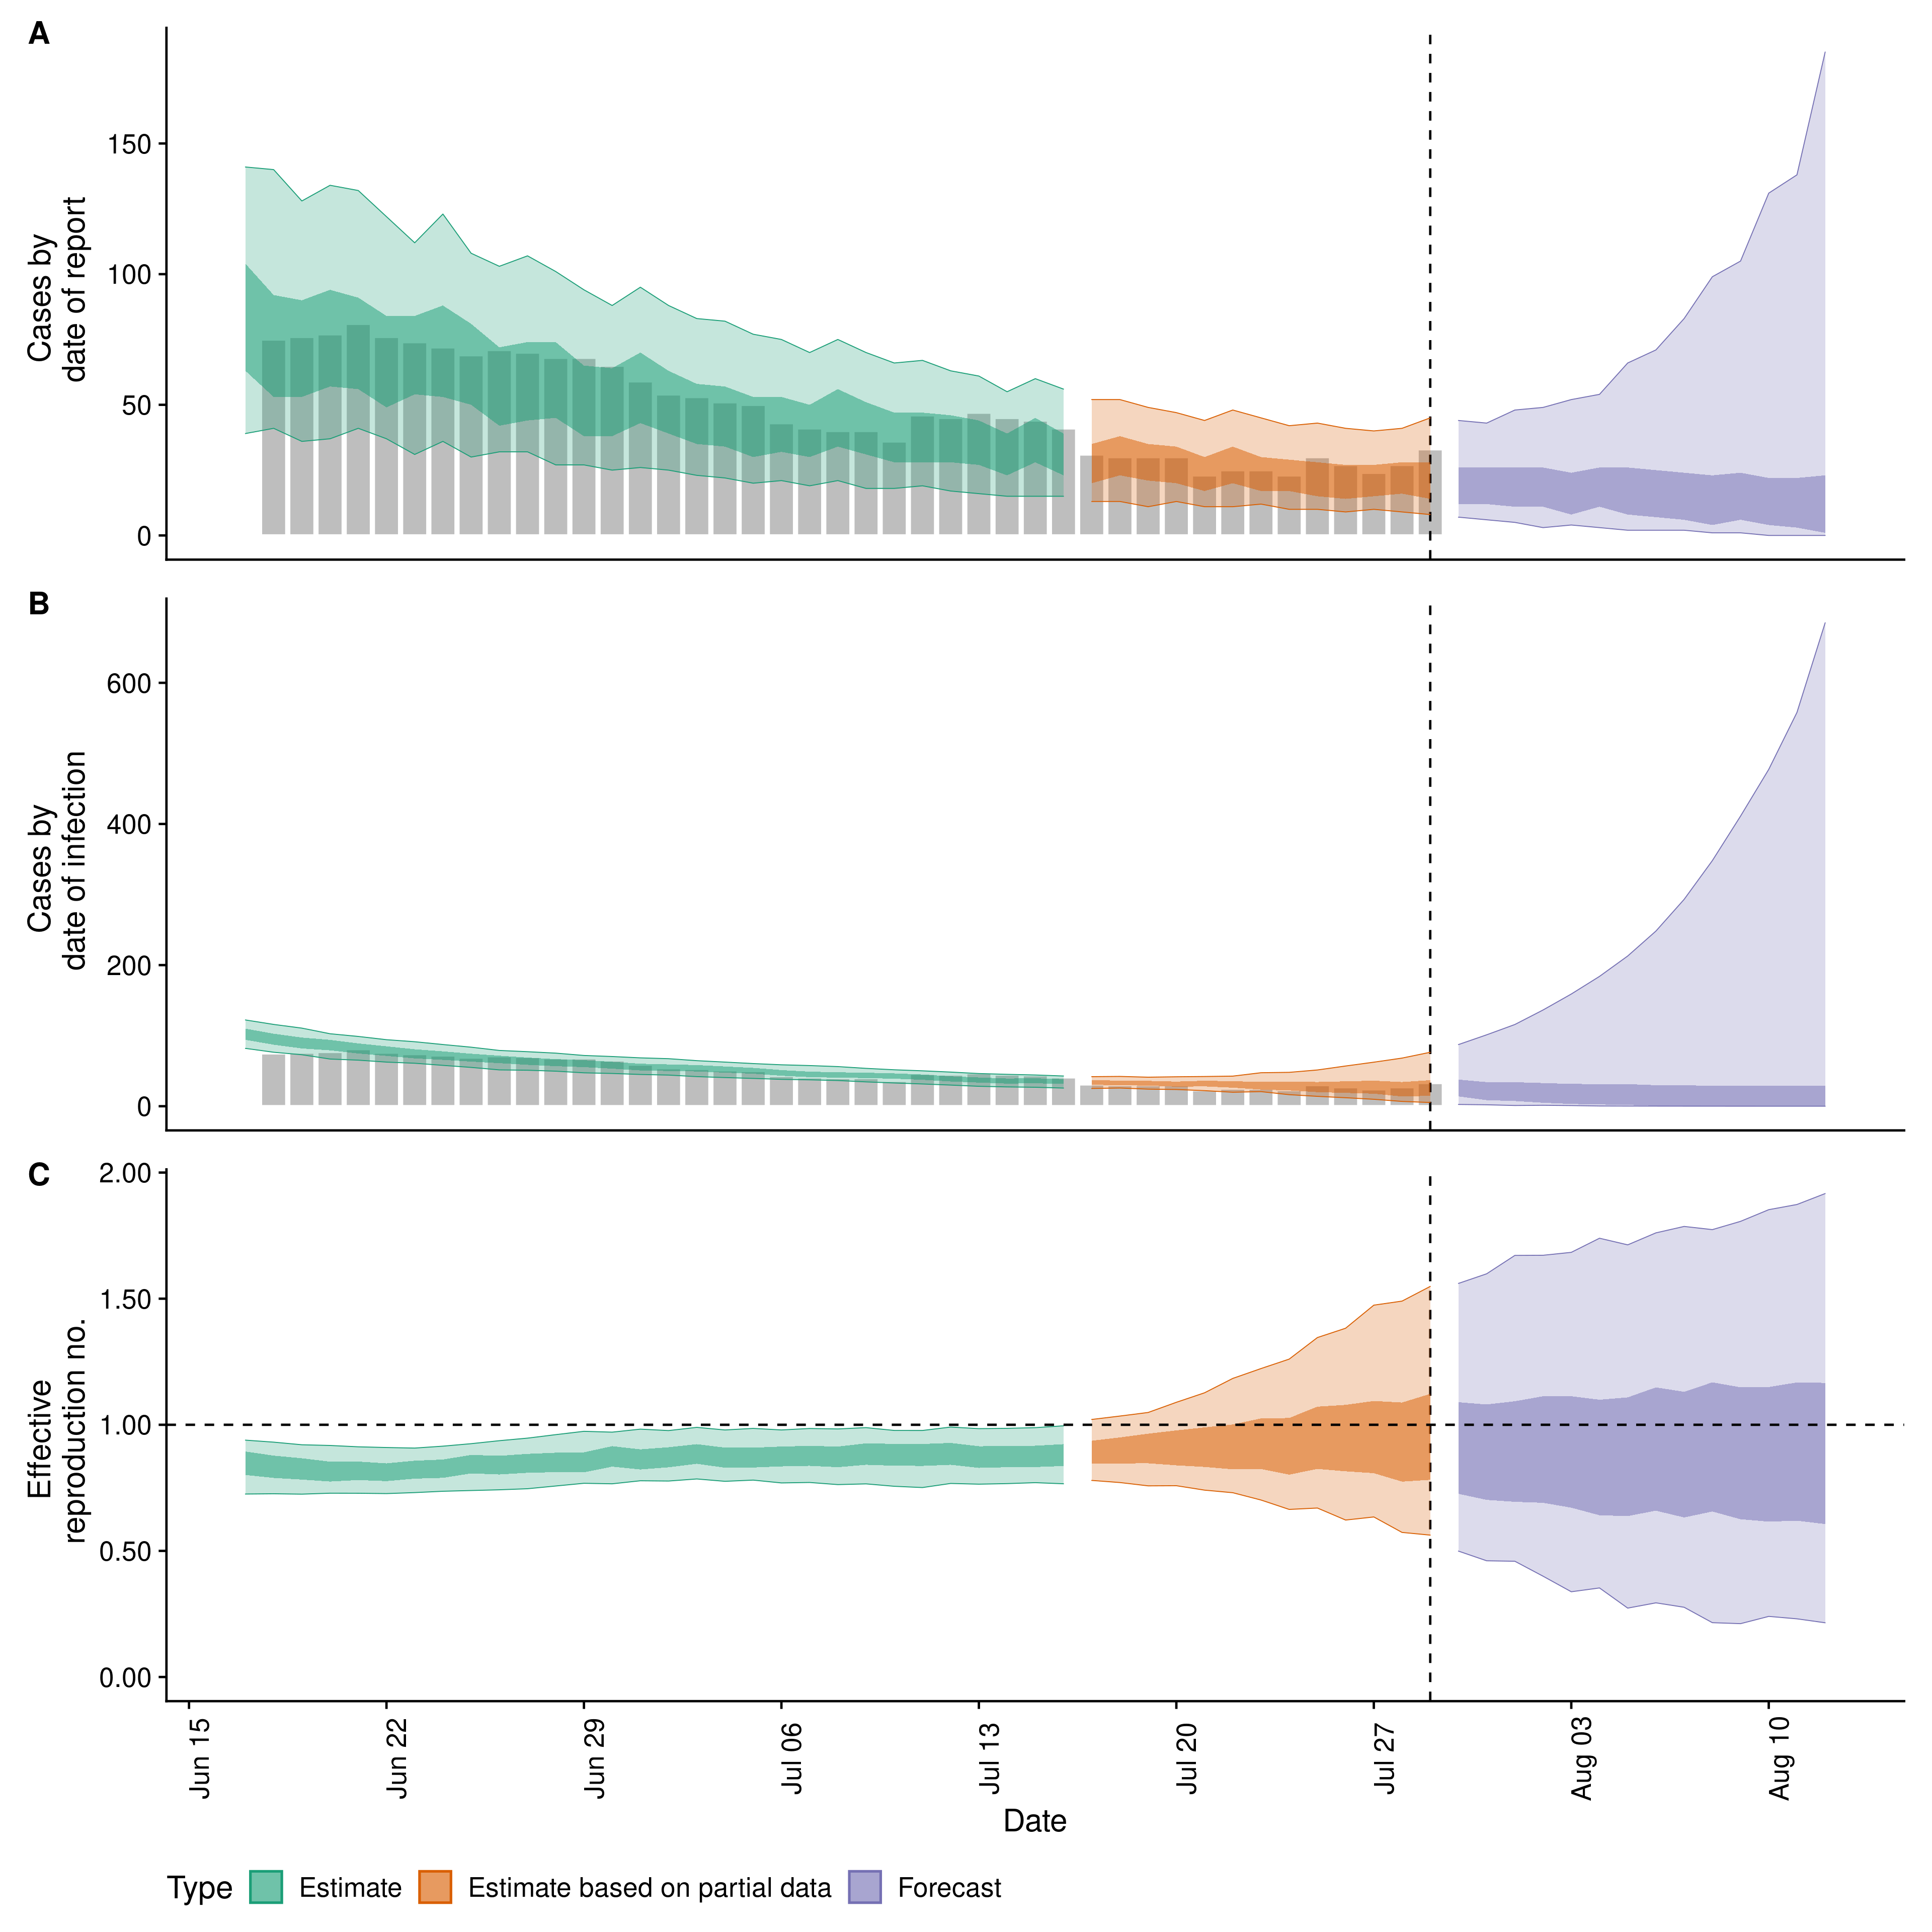 A
Cases by
date of report
150
100
50
0
B
Cases by
date of infection
600
400
200
0
C
Effective
reproduction no.
2.00
1.50
1.00
0.50
0.00
Jun 15
Jun 22
Jun 29
Jul 06
Jul 13
Jul 20
Jul 27
Aug 03
Aug 10
Date
Type Estimate Estimate based on partial data Forecast